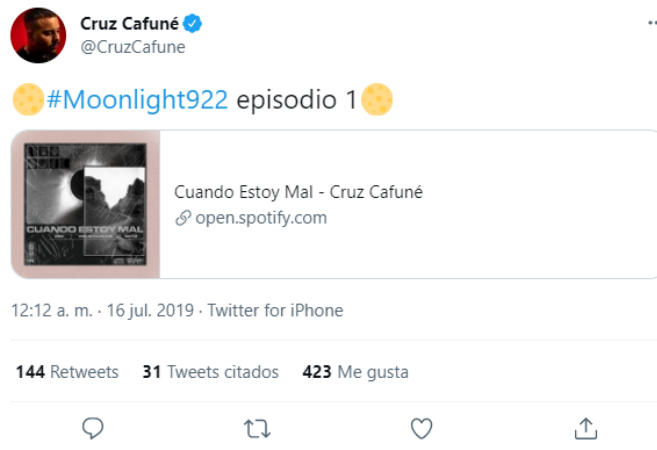 Cruz Cafuné
@CruzCafune
#Moonlight922 episodio 1
CUANDO ESTOY MAL
Cuando Estoy Mal - Cruz Cafuné
open.spotify.com
12:12 a. m. · 16 jul. 2019 · Twitter for iPhone
144 Retweets 31 Tweets citados 423 Me gusta